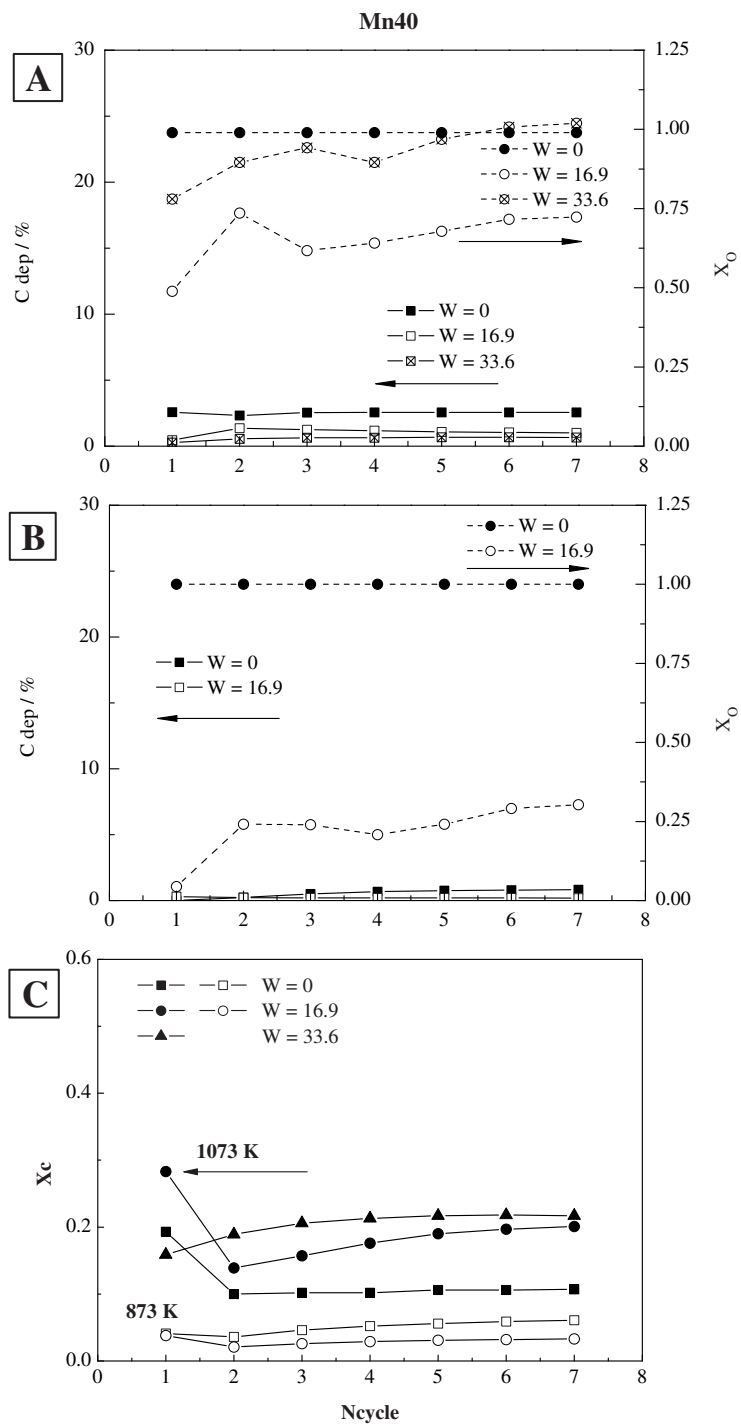 Mn40
A
30
20
10
0
C dep / %
1.25
1.00
0.75
0.50
0.25
0.00
X_O
W = 0
W = 16.9
W = 33.6
W = 0
W = 16.9
W = 33.6
0 1 2 3 4 5 6 7 8
B
30
20
10
0
C dep / %
1.25
1.00
0.75
0.50
0.25
0.00
X_O
W = 0
W = 16.9
W = 0
W = 16.9
0 1 2 3 4 5 6 7 8
C
0.6
0.4
0.2
0.0
Xc
W = 0
W = 16.9
W = 33.6
1073 K
873 K
0 1 2 3 4 5 6 7 8
Ncycle